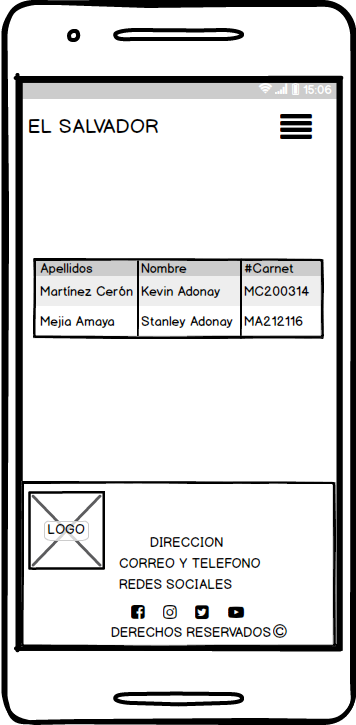 15:06
EL SALVADOR
Apellidos Nombre #Carnet
Martínez Cerón Kevin Adonay MC200314
Mejia Amaya Stanley Adonay MA212116
LOGO
DIRECCION
CORREO Y TELEFONO
REDES SOCIALES
DERECHOS RESERVADOS©